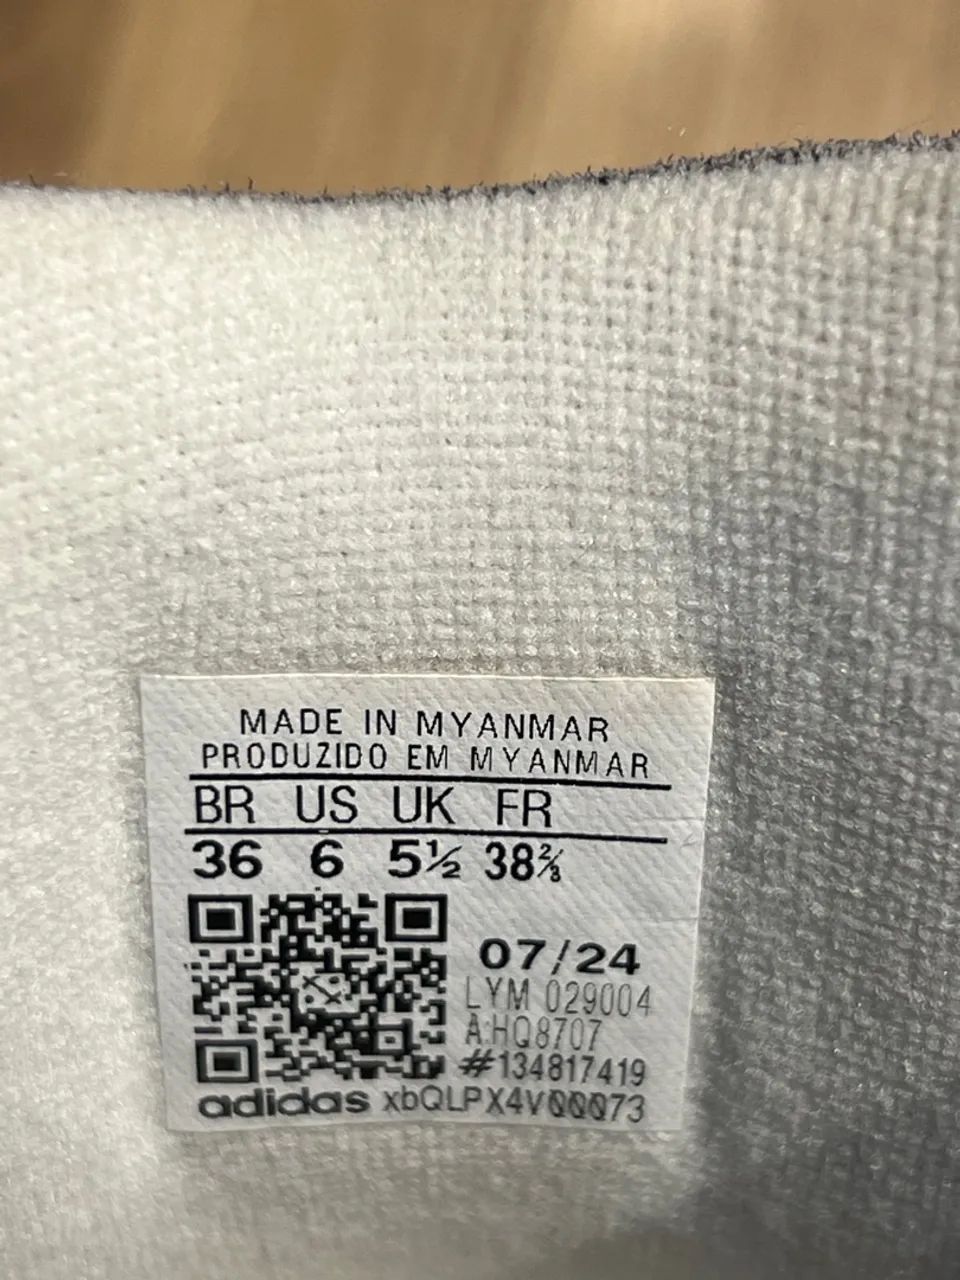 MADE IN MYANMAR
PRODUZIDO EM MYANMAR
BR US UK FR
36 6 5½ 38⅔
07/24
LYM 029004
A:HQ8707
#134817419
adidas xbQLPX4V00073